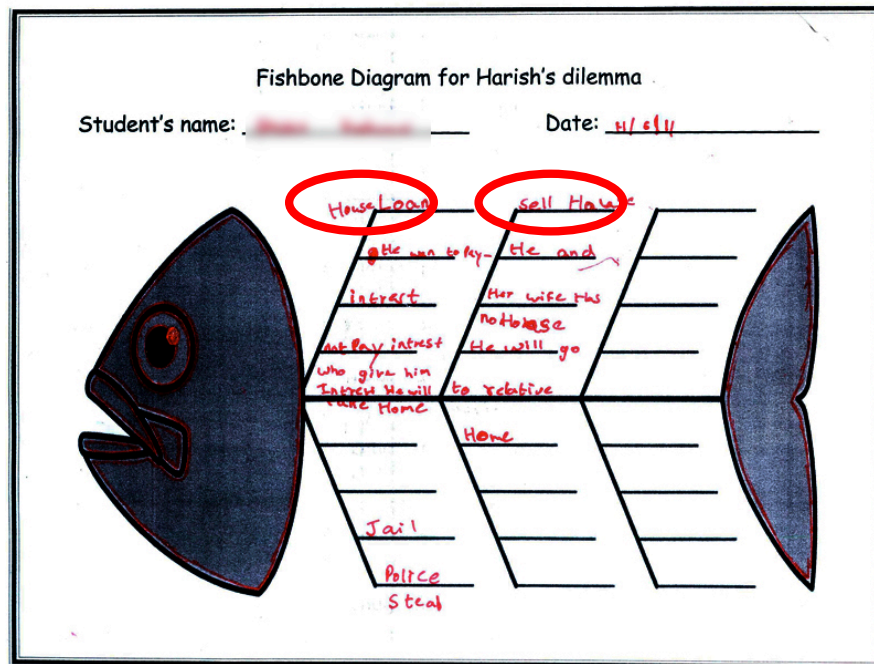 Fishbone Diagram for Harish's dilemma
Student's name:
Date: 11/6/11
House Loan
He wan to Pay-
intrest
not Pay intrest
who give him
Intrest He will
take Home
sell House
He and
Her wife Has
no House
He will go
to relative
Home
Jail
Police
Steal